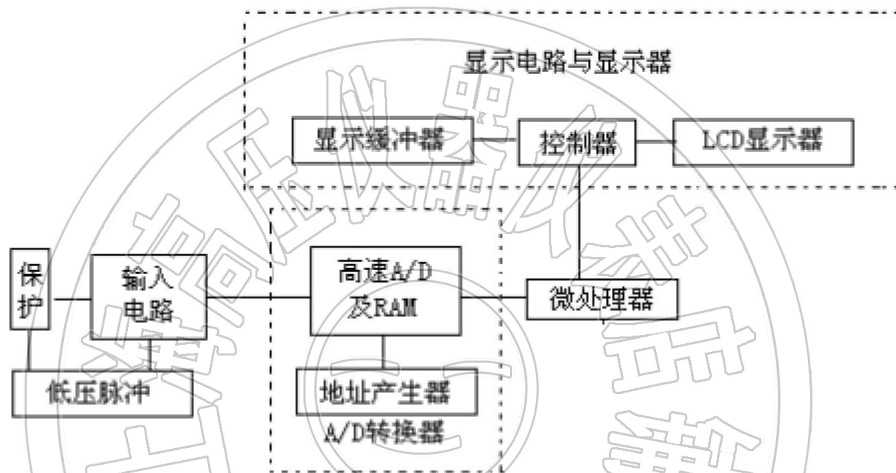 显示电路与显示器
显示缓冲器
控制器
LCD显示器
保护
输入
电路
高速A/D
及RAM
微处理器
低压脉冲
地址产生器
A/D转换器